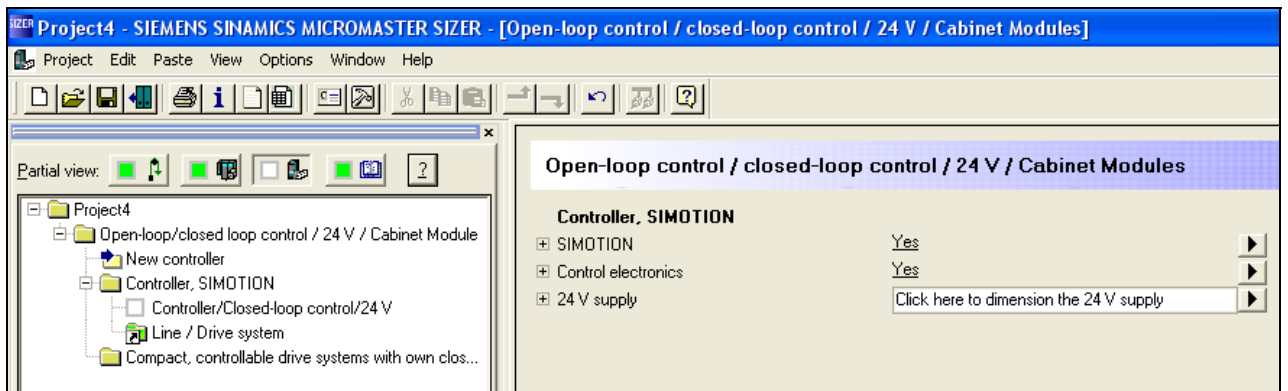 SIZER Project4 - SIEMENS SINAMICS MICROMASTER SIZER - [Open-loop control / closed-loop control / 24 V / Cabinet Modules]
Project Edit Paste View Options Window Help
Partial view:
?
Project4
Open-loop/closed loop control / 24 V / Cabinet Module
New controller
Controller, SIMOTION
Controller/Closed-loop control/24 V
Line / Drive system
Compact, controllable drive systems with own clos...
Open-loop control / closed-loop control / 24 V / Cabinet Modules
Controller, SIMOTION
SIMOTION Yes
Control electronics Yes
24 V supply Click here to dimension the 24 V supply